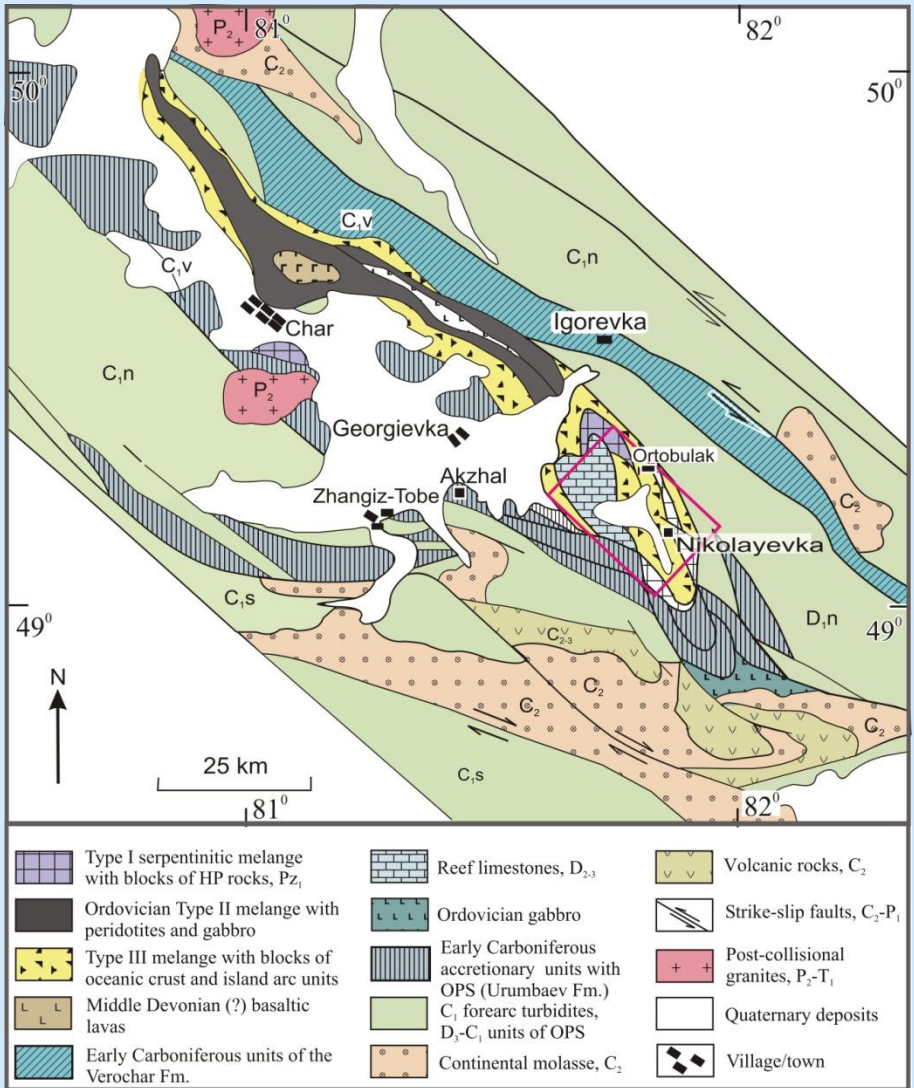 81⁰
82⁰
P₂
C₂
50⁰
50⁰
C₁v
C₁n
C₁v
Igorevka
Char
C₁n
P₂
Georgievka
Ortobulak
Akzhal
C₂
Zhangiz-Tobe
Nikolayevka
C₁s
D₁n
49⁰
49⁰
C₂₋₃
N
C₂
C₂
C₂
25 km
C₁s
81⁰
82⁰
Type I serpentinitic melange
with blocks of HP rocks, Pz₁
Ordovician Type II melange with
peridotites and gabbro
Type III melange with blocks of
oceanic crust and island arc units
Middle Devonian (?) basaltic
lavas
Early Carboniferous units of the
Verochar Fm.
Reef limestones, D₂₋₃
Ordovician gabbro
Early Carboniferous
accretionary units with
OPS (Urumbaev Fm.)
C₁ forearc turbidites,
D₃-C₁ units of OPS
Continental molasse, C₂
Volcanic rocks, C₂
Strike-slip faults, C₂-P₁
Post-collisional
granites, P₂-T₁
Quaternary deposits
Village/town